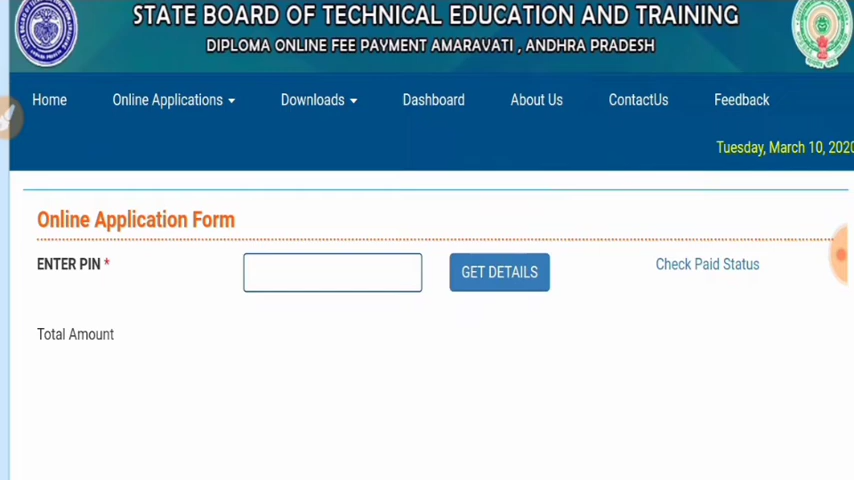 STATE BOARD OF TECHNICAL EDUCATION AND TRAINING
DIPLOMA ONLINE FEE PAYMENT AMARAVATI , ANDHRA PRADESH
Home Online Applications Downloads Dashboard About Us ContactUs Feedback
Tuesday, March 10, 2020
Online Application Form
ENTER PIN * GET DETAILS Check Paid Status
Total Amount